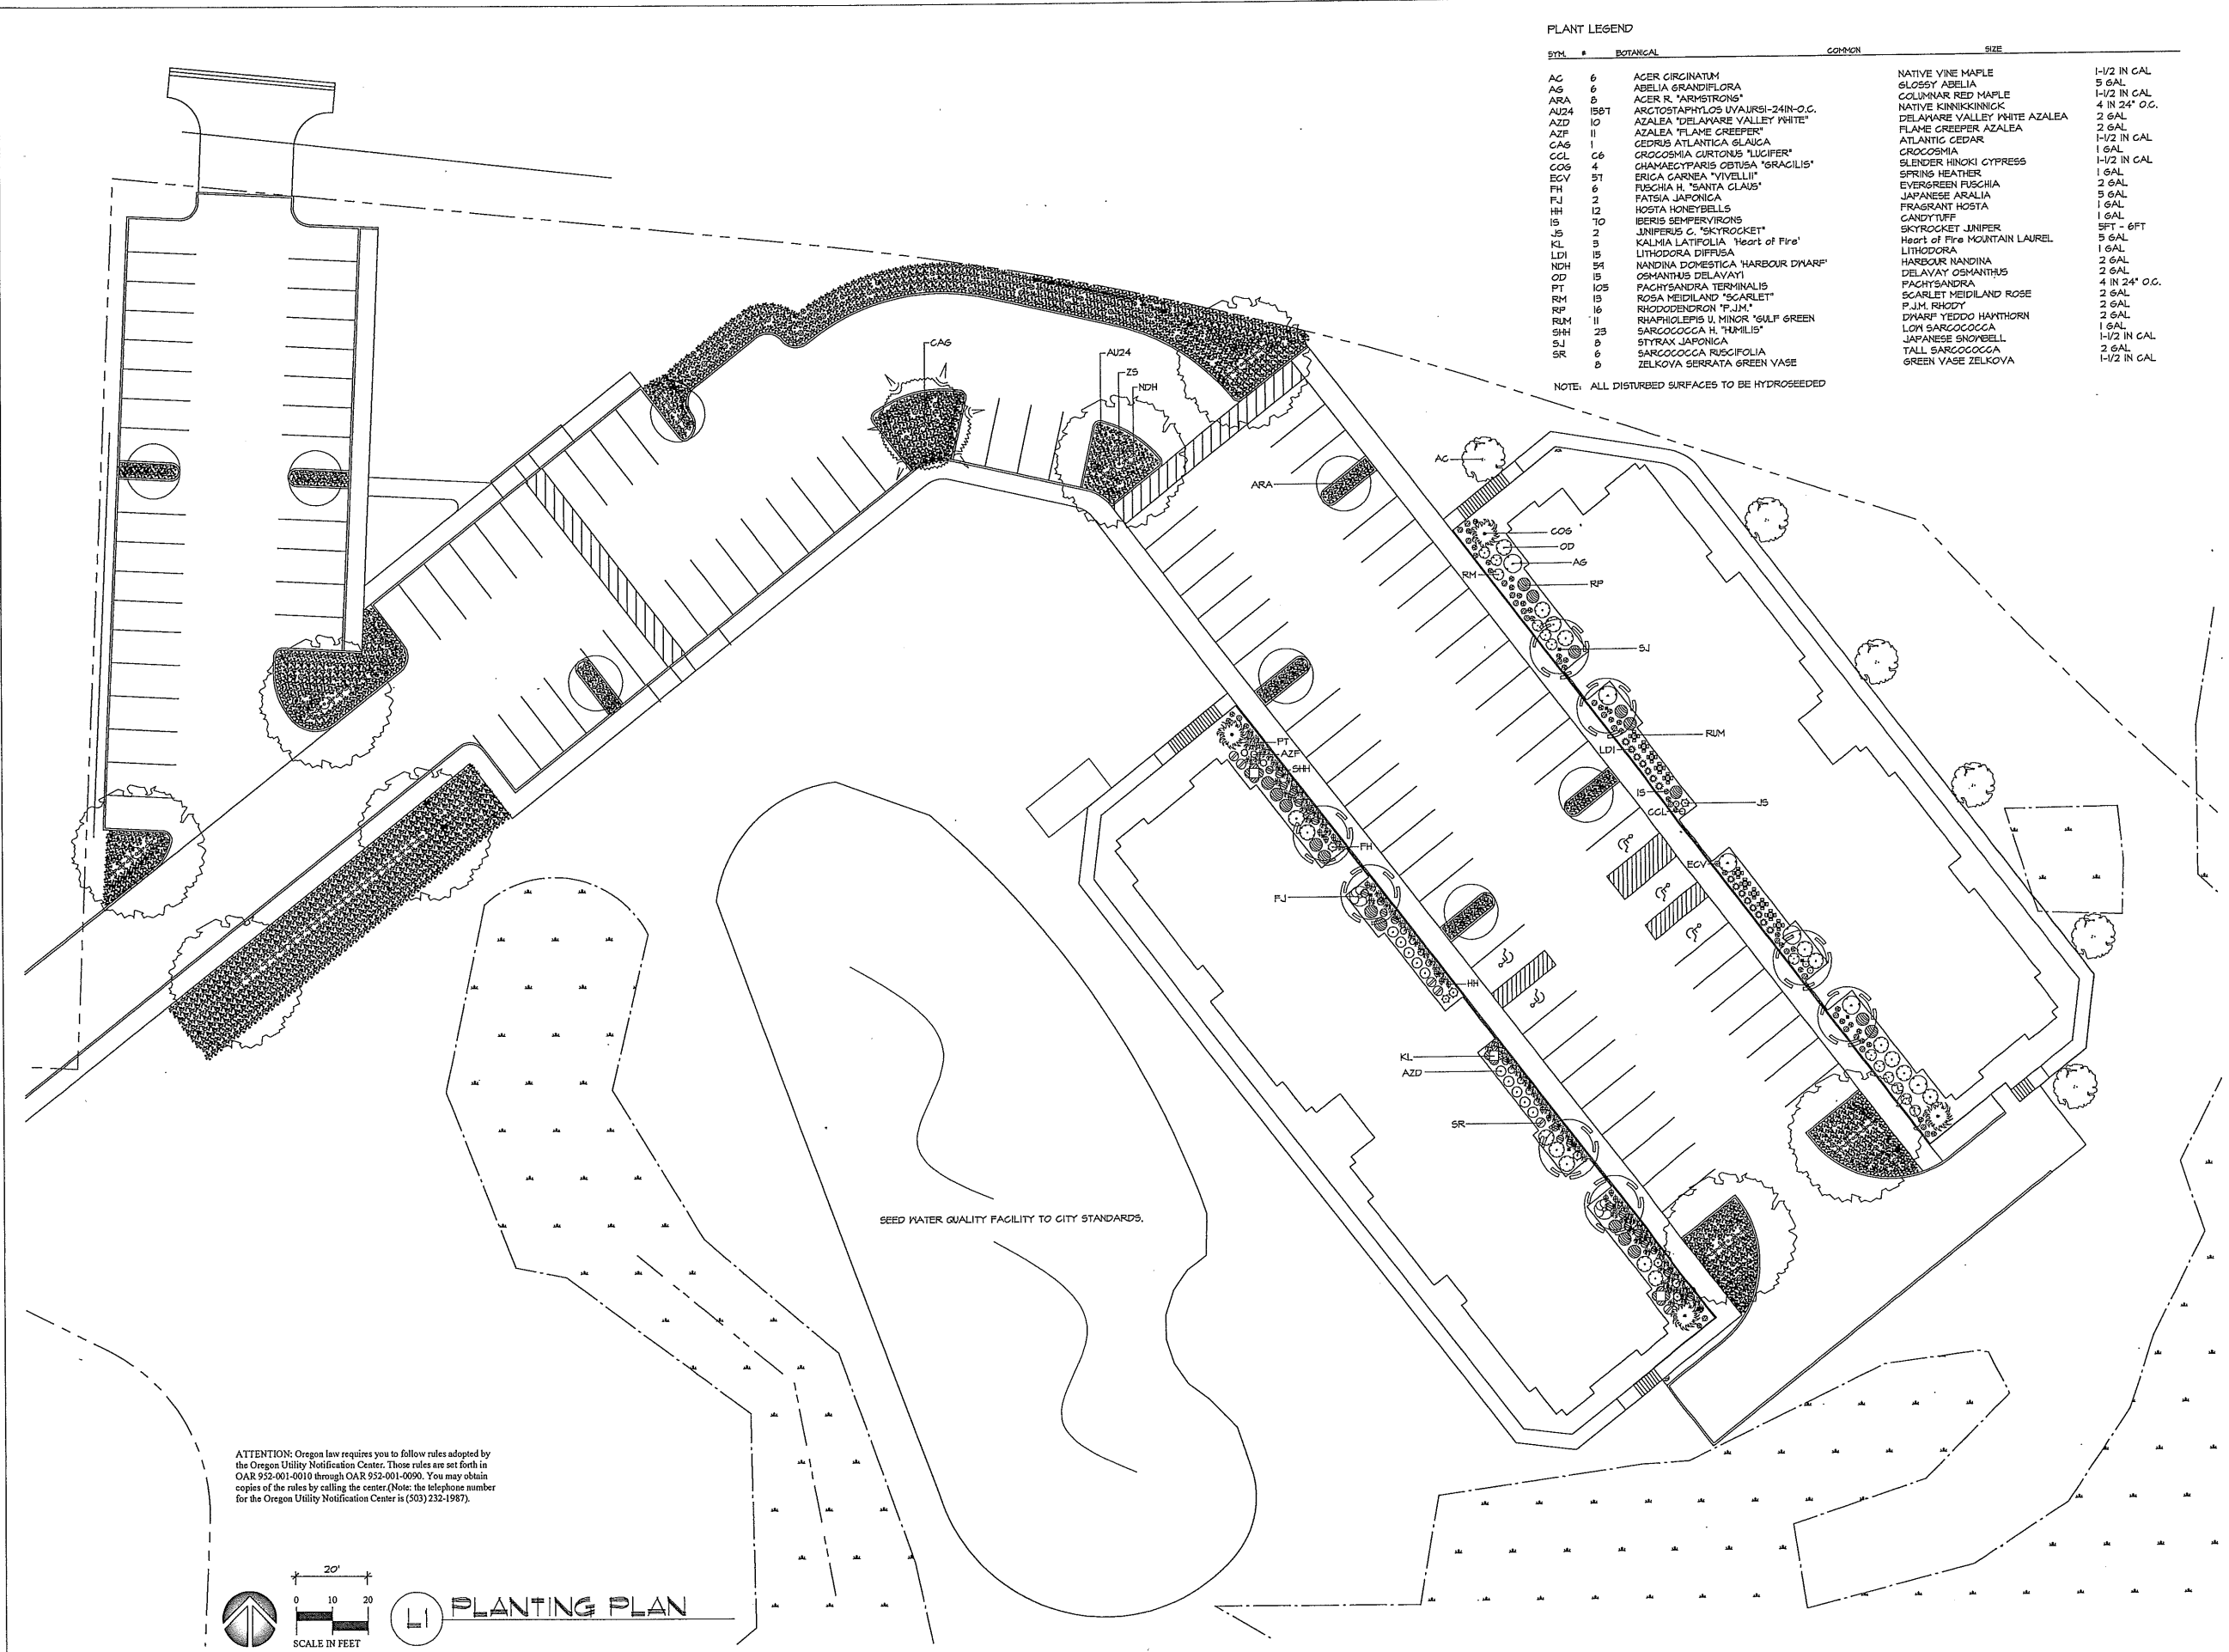 PLANT LEGEND
SYM. # BOTANICAL COMMON SIZE
AC 6 ACER CIRCINATUM NATIVE VINE MAPLE 1-1/2 IN CAL
AG 6 ABELIA GRANDIFLORA GLOSSY ABELIA 5 GAL
ARA 8 ACER R. "ARMSTRONG" COLUMNAR RED MAPLE 1-1/2 IN CAL
AU24 1587 ARCTOSTAPHYLOS UVAURSI-24IN-O.C. NATIVE KINNIKKINNICK 4 IN 24" O.C.
AZD 10 AZALEA "DELAWARE VALLEY WHITE" DELAWARE VALLEY WHITE AZALEA 2 GAL
AZF 11 AZALEA "FLAME CREEPER" FLAME CREEPER AZALEA 2 GAL
CAG 1 CEDRUS ATLANTICA GLAUCA ATLANTIC CEDAR 1-1/2 IN CAL
CCL C6 CROCOSMIA CURTONUS "LUCIFER" CROCOSMIA 1 GAL
COG 4 CHAMAECYPARIS OBTUSA "GRACILIS" SLENDER HINOKI CYPRESS 1-1/2 IN CAL
ECV 57 ERICA CARNEA "VIVELLII" SPRING HEATHER 1 GAL
FH 6 FUSCHIA H. "SANTA CLAUS" EVERGREEN FUSCHIA 2 GAL
FJ 2 FATSIA JAPONICA JAPANESE ARALIA 5 GAL
HH 12 HOSTA HONEYBELLS FRAGRANT HOSTA 1 GAL
IS 70 IBERIS SEMPERVIRONS CANDYTUFF 1 GAL
JS 2 JUNIPERUS C. "SKYROCKET" SKYROCKET JUNIPER 5FT - 6FT
KL 3 KALMIA LATIFOLIA 'Heart of Fire' Heart of Fire MOUNTAIN LAUREL 5 GAL
LDI 15 LITHODORA DIFFUSA LITHODORA 1 GAL
NDH 54 NANDINA DOMESTICA 'HARBOUR DWARF' HARBOUR NANDINA 2 GAL
OD 15 OSMANTHUS DELAVAYI DELAVAY OSMANTHUS 2 GAL
PT 105 PACHYSANDRA TERMINALIS PACHYSANDRA 4 IN 24" O.C.
RM 13 ROSA MEIDILAND "SCARLET" SCARLET MEIDILAND ROSE 2 GAL
RP 16 RHODODENDRON "P.J.M." P.J.M. RHODY 2 GAL
RUM 11 RHAPHIOLEPIS U. MINOR "GULF GREEN DWARF YEDDO HAWTHORN 2 GAL
SHH 23 SARCOCOCCA H. "HUMILIS" LOW SARCOCOCCA 1 GAL
SJ 8 STYRAX JAPONICA JAPANESE SNOWBELL 1-1/2 IN CAL
SR 6 SARCOCOCCA RUSCIFOLIA TALL SARCOCOCCA 2 GAL
8 ZELKOVA SERRATA GREEN VASE GREEN VASE ZELKOVA 1-1/2 IN CAL
NOTE: ALL DISTURBED SURFACES TO BE HYDROSEEDED
CAG
AU24
ZS
NDH
AC
ARA
COG
OD
AG
RM
RP
SJ
RUM
LDI
PT
AZF
SHH
IS
JS
CCL
FH
ECV
FJ
HH
KL
AZD
SR
SEED WATER QUALITY FACILITY TO CITY STANDARDS.
ATTENTION: Oregon law requires you to follow rules adopted by
the Oregon Utility Notification Center. Those rules are set forth in
OAR 952-001-0010 through OAR 952-001-0090. You may obtain
copies of the rules by calling the center.(Note: the telephone number
for the Oregon Utility Notification Center is (503) 232-1987).
20'
0 10 20
SCALE IN FEET
L1 PLANTING PLAN